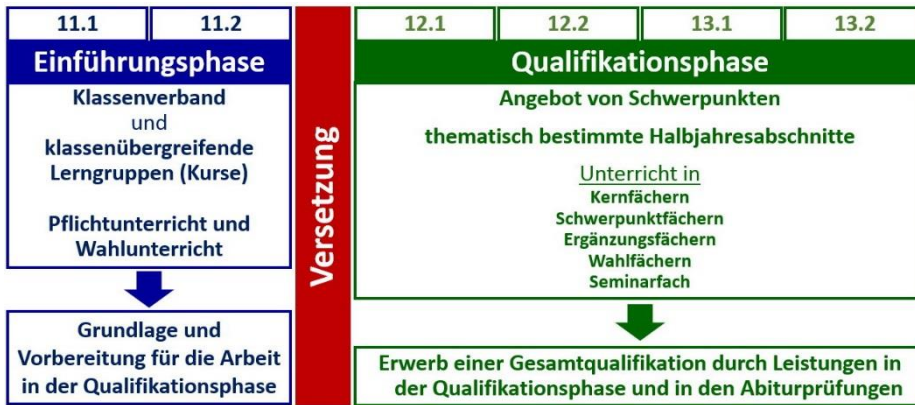 11.1
11.2
Einführungsphase
Klassenverband
und
klassenübergreifende
Lerngruppen (Kurse)
Pflichtunterricht und
Wahlunterricht
Grundlage und
Vorbereitung für die Arbeit
in der Qualifikationsphase
Versetzung
12.1
12.2
13.1
13.2
Qualifikationsphase
Angebot von Schwerpunkten
thematisch bestimmte Halbjahresabschnitte
Unterricht in
Kernfächern
Schwerpunktfächern
Ergänzungsfächern
Wahlfächern
Seminarfach
Erwerb einer Gesamtqualifikation durch Leistungen in
der Qualifikationsphase und in den Abiturprüfungen